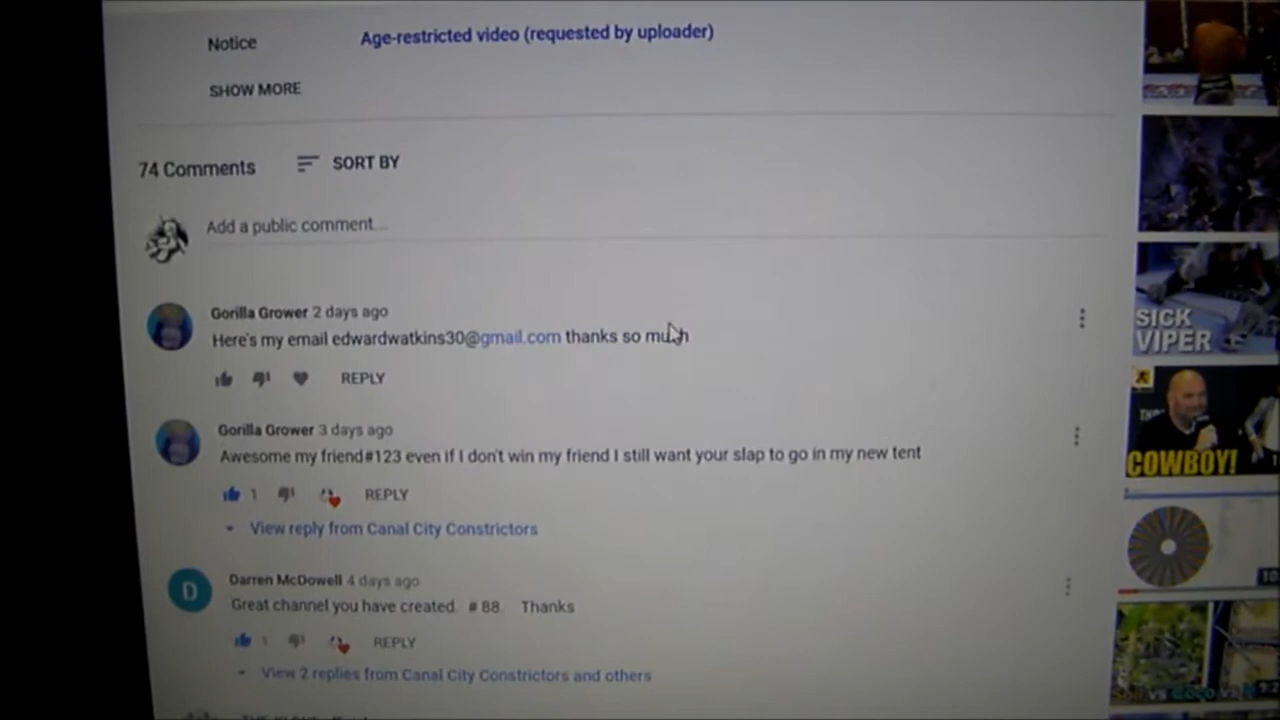 Notice Age-restricted video (requested by uploader)
SHOW MORE
74 Comments SORT BY
Add a public comment...
Gorilla Grower 2 days ago
Here's my email edwardwatkins30@gmail.com thanks so much
REPLY
Gorilla Grower 3 days ago
Awesome my friend#123 even if I don't win my friend I still want your slap to go in my new tent
1 REPLY
View reply from Canal City Constrictors
D
Darren McDowell 4 days ago
Great channel you have created. # 88. Thanks
1 REPLY
View 2 replies from Canal City Constrictors and others
SICK
VIPER
COWBOY!
Soil vs Coco vs